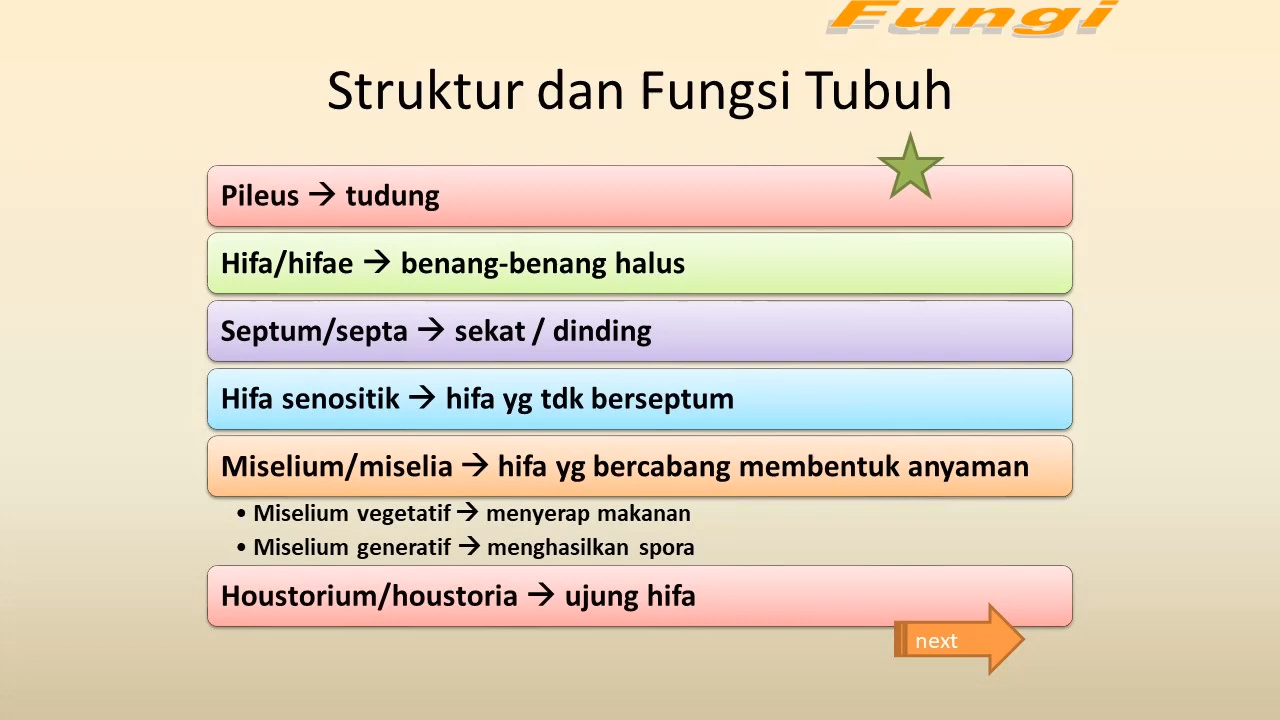 Fungi
Struktur dan Fungsi Tubuh
Pileus → tudung
Hifa/hifae → benang-benang halus
Septum/septa → sekat / dinding
Hifa senositik → hifa yg tdk berseptum
Miselium/miselia → hifa yg bercabang membentuk anyaman
• Miselium vegetatif → menyerap makanan
• Miselium generatif → menghasilkan spora
Houstorium/houstoria → ujung hifa
next